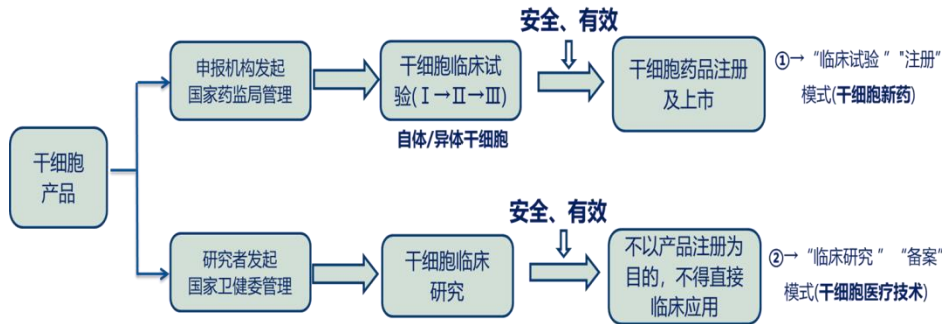 干细胞
产品
申报机构发起
国家药监局管理
干细胞临床试
验(Ⅰ→Ⅱ→Ⅲ)
自体/异体干细胞
安全、有效
干细胞药品注册
及上市
①→ “临床试验 ” "注册”
模式(干细胞新药)
研究者发起
国家卫健委管理
干细胞临床
研究
安全、有效
不以产品注册为
目的，不得直接
临床应用
②→ “临床研究 ” “备案”
模式(干细胞医疗技术)